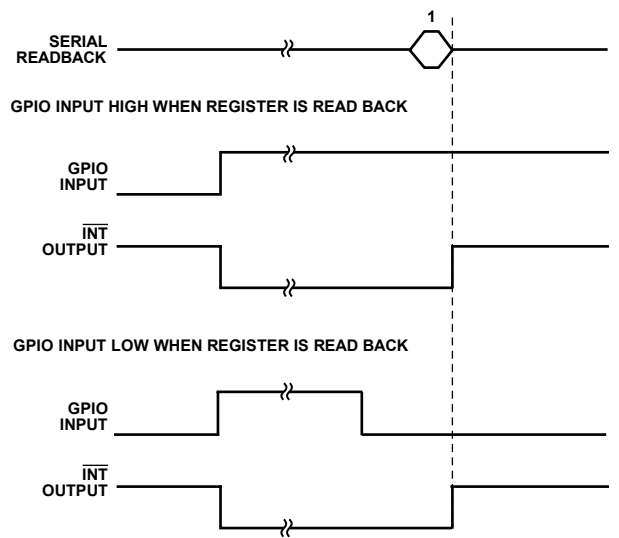 1
SERIAL
READBACK
GPIO INPUT HIGH WHEN REGISTER IS READ BACK
GPIO
INPUT
INT
OUTPUT
GPIO INPUT LOW WHEN REGISTER IS READ BACK
GPIO
INPUT
INT
OUTPUT